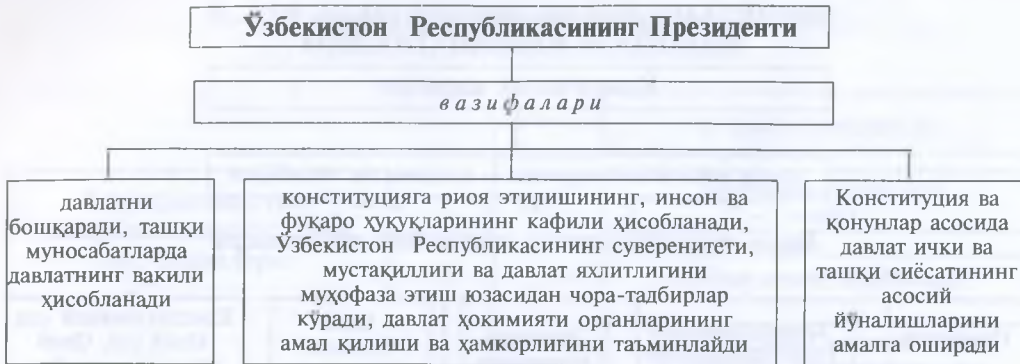 Ўзбекистон Республикасининг Президенти
вазифалари
давлатни
бошқаради, ташқи
муносабатларда
давлатнинг вакили
ҳисобланади
конституцияга риоя этилишининг, инсон ва
фуқаро ҳуқуқларининг кафили ҳисобланади,
Ўзбекистон Республикасининг суверенитети,
мустақиллиги ва давлат яхлитлигини
муҳофаза этиш юзасидан чора-тадбирлар
кўради, давлат ҳокимияти органларининг
амал қилиши ва ҳамкорлигини таъминлайди
Конституция ва
қонунлар асосида
давлат ички ва
ташқи сиёсатининг
асосий
йўналишларини
амалга оширади